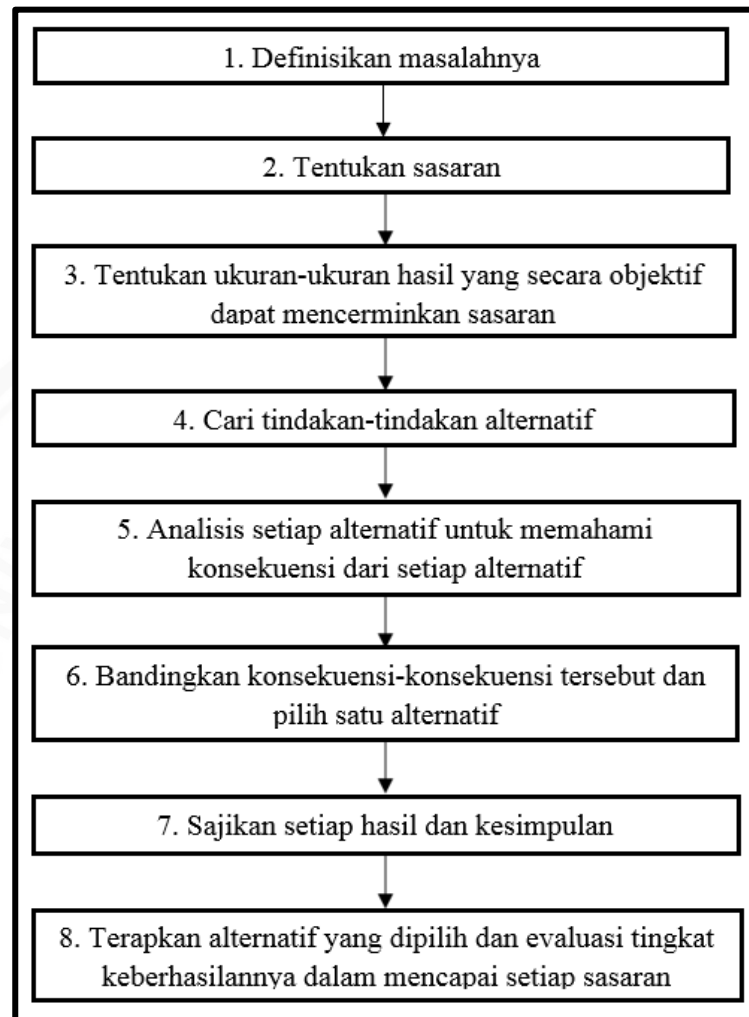 1. Definisikan masalahnya
2. Tentukan sasaran
3. Tentukan ukuran-ukuran hasil yang secara objektif
dapat mencerminkan sasaran
4. Cari tindakan-tindakan alternatif
5. Analisis setiap alternatif untuk memahami
konsekuensi dari setiap alternatif
6. Bandingkan konsekuensi-konsekuensi tersebut dan
pilih satu alternatif
7. Sajikan setiap hasil dan kesimpulan
8. Terapkan alternatif yang dipilih dan evaluasi tingkat
keberhasilannya dalam mencapai setiap sasaran